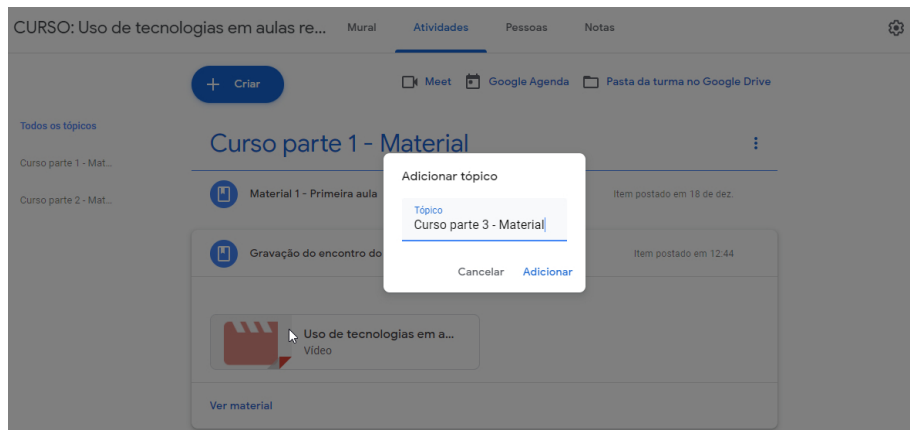 CURSO: Uso de tecnologias em aulas re... Mural Atividades Pessoas Notas
+ Criar Meet Google Agenda Pasta da turma no Google Drive
Todos os tópicos
Curso parte 1 - Mat...
Curso parte 2 - Mat...
Curso parte 1 - Material
Material 1 - Primeira aula Item postado em 18 de dez.
Gravação do encontro do Item postado em 12:44
Uso de tecnologias em a...
Vídeo
Ver material
Adicionar tópico
Tópico
Curso parte 3 - Material
Cancelar Adicionar